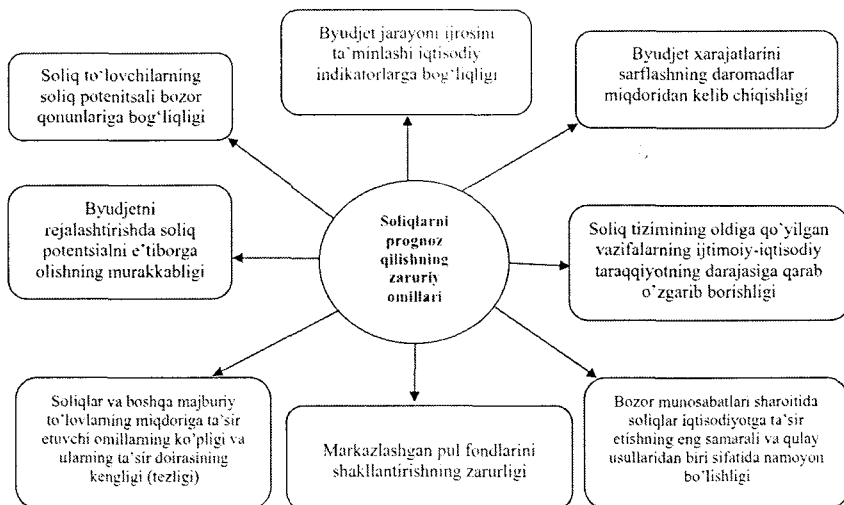 Byudjet jarayoni ijrosini
ta'minlashi iqtisodiy
indikatorlarga bog'liqligi
Soliq to'lovchilarning
soliq potenitsali bozor
qonunlariga bog'liqligi
Byudjet xarajatlarini
sarflashning daromadlar
miqdoridan kelib chiqishligi
Byudjetni
rejalashtirishda soliq
potentsialni e'tiborga
olishning murakkabligi
Soliqlarni
prognoz
qilishning
zaruriy
omillari
Soliq tizimining oldiga qo'yilgan
vazifalarning ijtimoiy-iqtisodiy
taraqqiyotning darajasiga qarab
o'zgarib borishligi
Soliqlar va boshqa majburiy
to'lovlarning miqdoriga ta'sir
etuvchi omillarning ko'pligi va
ularning ta'sir doirasining
kengligi (tezligi)
Markazlashgan pul fondlarini
shakllantirishning zarurligi
Bozor munosabatlari sharoitida
soliqlar iqtisodiyotga ta'sir
etishning eng samarali va qulay
usullaridan biri sifatida namoyon
bo'lishligi